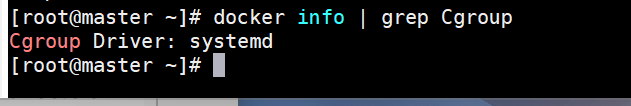 [root@master ~]# docker info | grep Cgroup
Cgroup Driver: systemd
[root@master ~]#